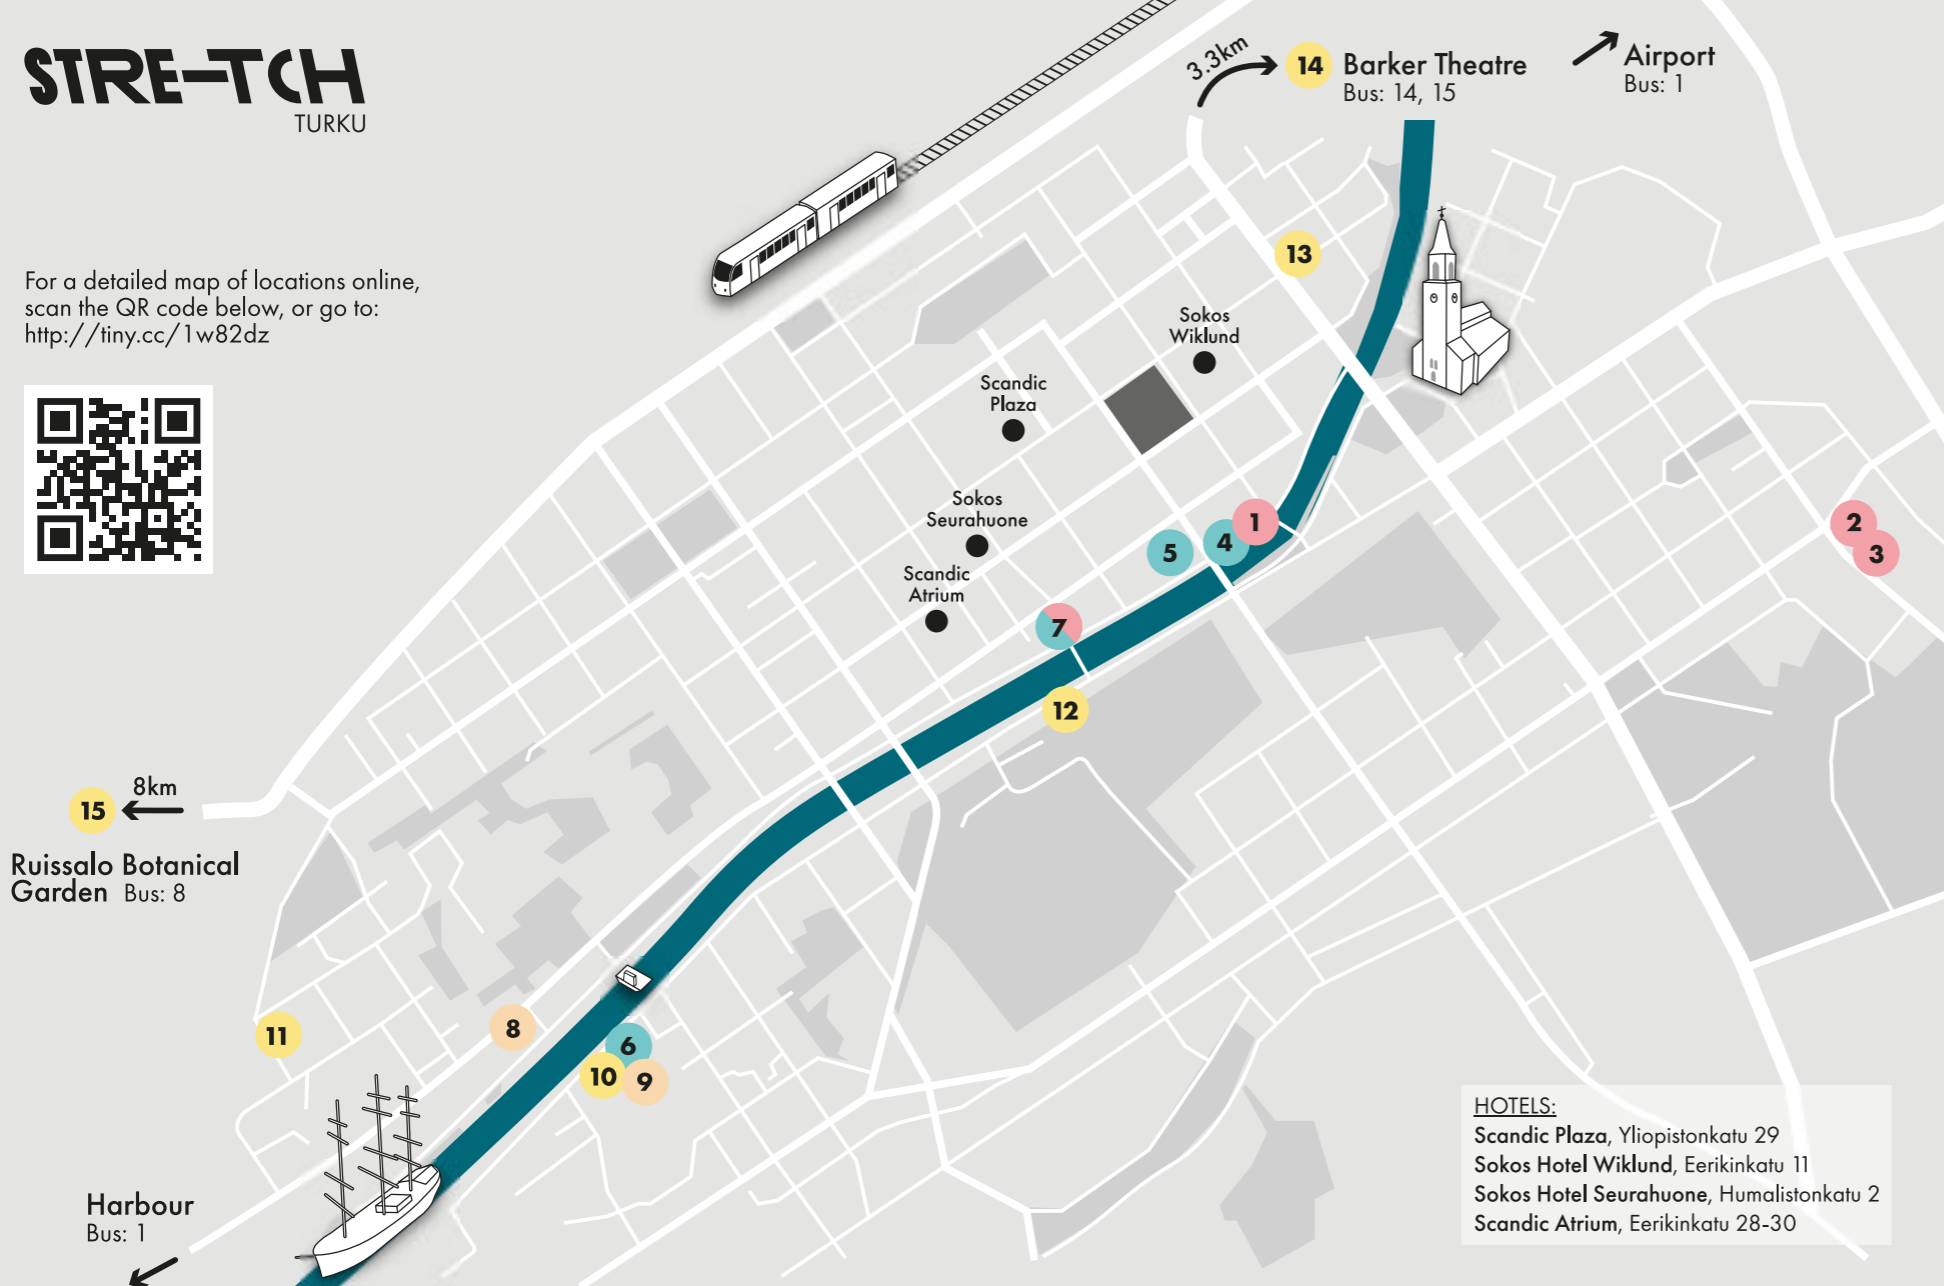 STRE-TCH
TURKU
For a detailed map of locations online,
scan the QR code below, or go to:
http://tiny.cc/1w82dz
3.3km
14
Barker Theatre
Bus: 14, 15
Airport
Bus: 1
13
Sokos
Wiklund
Scandic
Plaza
Sokos
Seurahuone
Scandic
Atrium
1
4
5
2
3
7
12
8km
15
Ruissalo Botanical
Garden Bus: 8
11
8
6
10
9
Harbour
Bus: 1
HOTELS:
Scandic Plaza, Yliopistonkatu 29
Sokos Hotel Wiklund, Eerikinkatu 11
Sokos Hotel Seurahuone, Humalistonkatu 2
Scandic Atrium, Eerikinkatu 28-30